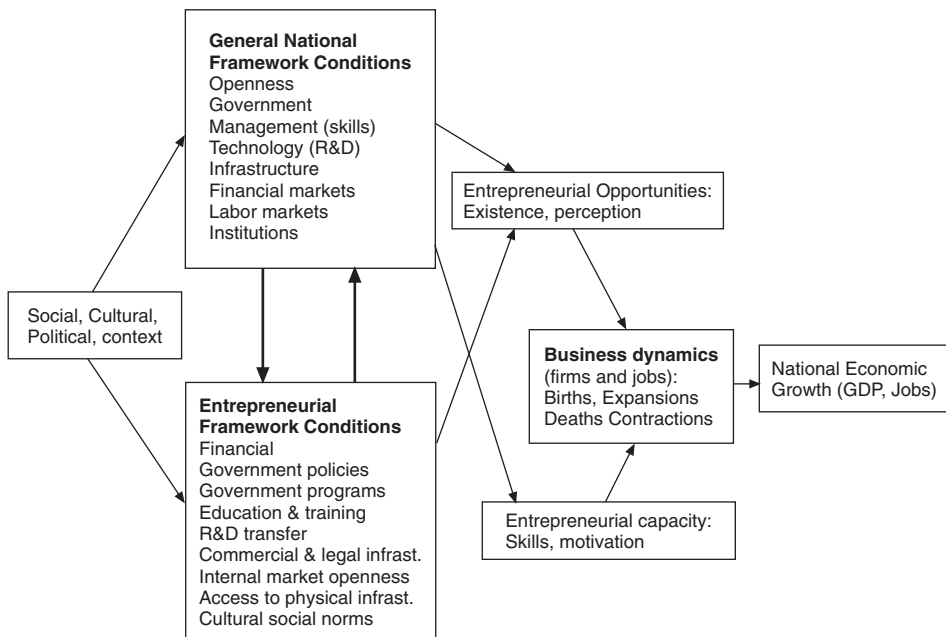 General National
Framework Conditions
Openness
Government
Management (skills)
Technology (R&D)
Infrastructure
Financial markets
Labor markets
Institutions
Entrepreneurial Opportunities:
Existence, perception
Social, Cultural,
Political, context
Business dynamics
(firms and jobs):
Births, Expansions
Deaths Contractions
National Economic
Growth (GDP, Jobs)
Entrepreneurial
Framework Conditions
Financial
Government policies
Government programs
Education & training
R&D transfer
Commercial & legal infrast.
Internal market openness
Access to physical infrast.
Cultural social norms
Entrepreneurial capacity:
Skills, motivation